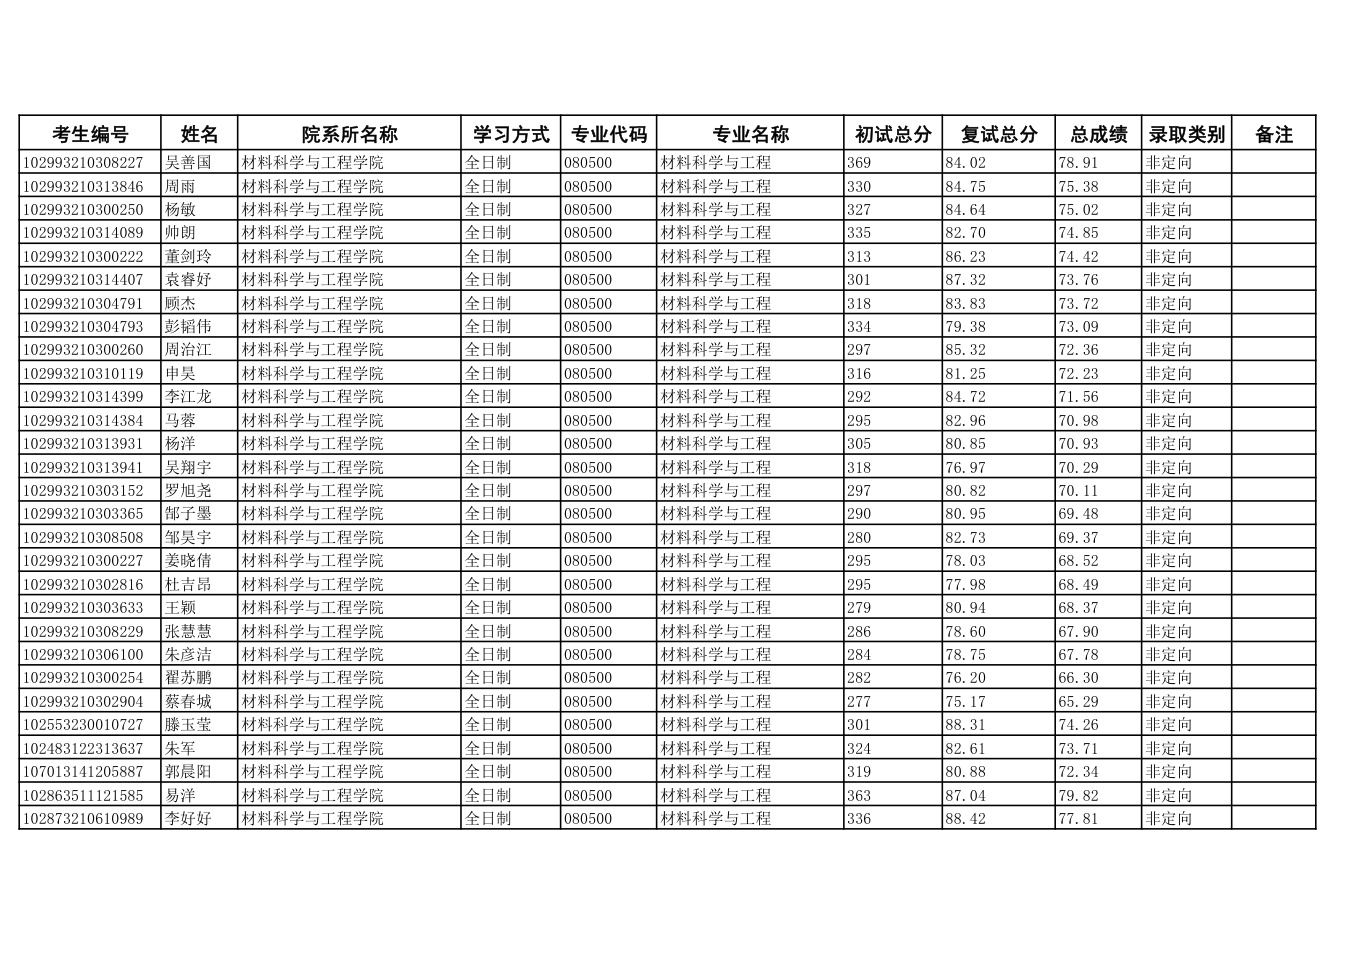 考生编号 姓名 院系所名称 学习方式 专业代码 专业名称 初试总分 复试总分 总成绩 录取类别 备注
102993210308227 吴善国 材料科学与工程学院 全日制 080500 材料科学与工程 369 84.02 78.91 非定向
102993210313846 周雨 材料科学与工程学院 全日制 080500 材料科学与工程 330 84.75 75.38 非定向
102993210300250 杨敏 材料科学与工程学院 全日制 080500 材料科学与工程 327 84.64 75.02 非定向
102993210314089 帅朗 材料科学与工程学院 全日制 080500 材料科学与工程 335 82.70 74.85 非定向
102993210300222 董剑玲 材料科学与工程学院 全日制 080500 材料科学与工程 313 86.23 74.42 非定向
102993210314407 袁睿妤 材料科学与工程学院 全日制 080500 材料科学与工程 301 87.32 73.76 非定向
102993210304791 顾杰 材料科学与工程学院 全日制 080500 材料科学与工程 318 83.83 73.72 非定向
102993210304793 彭韬伟 材料科学与工程学院 全日制 080500 材料科学与工程 334 79.38 73.09 非定向
102993210300260 周治江 材料科学与工程学院 全日制 080500 材料科学与工程 297 85.32 72.36 非定向
102993210310119 申昊 材料科学与工程学院 全日制 080500 材料科学与工程 316 81.25 72.23 非定向
102993210314399 李江龙 材料科学与工程学院 全日制 080500 材料科学与工程 292 84.72 71.56 非定向
102993210314384 马蓉 材料科学与工程学院 全日制 080500 材料科学与工程 295 82.96 70.98 非定向
102993210313931 杨洋 材料科学与工程学院 全日制 080500 材料科学与工程 305 80.85 70.93 非定向
102993210313941 吴翔宇 材料科学与工程学院 全日制 080500 材料科学与工程 318 76.97 70.29 非定向
102993210303152 罗旭尧 材料科学与工程学院 全日制 080500 材料科学与工程 297 80.82 70.11 非定向
102993210303365 郜子墨 材料科学与工程学院 全日制 080500 材料科学与工程 290 80.95 69.48 非定向
102993210308508 邹昊宇 材料科学与工程学院 全日制 080500 材料科学与工程 280 82.73 69.37 非定向
102993210300227 姜晓倩 材料科学与工程学院 全日制 080500 材料科学与工程 295 78.03 68.52 非定向
102993210302816 杜吉昂 材料科学与工程学院 全日制 080500 材料科学与工程 295 77.98 68.49 非定向
102993210303633 王颖 材料科学与工程学院 全日制 080500 材料科学与工程 279 80.94 68.37 非定向
102993210308229 张慧慧 材料科学与工程学院 全日制 080500 材料科学与工程 286 78.60 67.90 非定向
102993210306100 朱彦洁 材料科学与工程学院 全日制 080500 材料科学与工程 284 78.75 67.78 非定向
102993210300254 翟苏鹏 材料科学与工程学院 全日制 080500 材料科学与工程 282 76.20 66.30 非定向
102993210302904 蔡春城 材料科学与工程学院 全日制 080500 材料科学与工程 277 75.17 65.29 非定向
102553230010727 滕玉莹 材料科学与工程学院 全日制 080500 材料科学与工程 301 88.31 74.26 非定向
102483122313637 朱军 材料科学与工程学院 全日制 080500 材料科学与工程 324 82.61 73.71 非定向
107013141205887 郭晨阳 材料科学与工程学院 全日制 080500 材料科学与工程 319 80.88 72.34 非定向
102863511121585 易洋 材料科学与工程学院 全日制 080500 材料科学与工程 363 87.04 79.82 非定向
102873210610989 李好好 材料科学与工程学院 全日制 080500 材料科学与工程 336 88.42 77.81 非定向